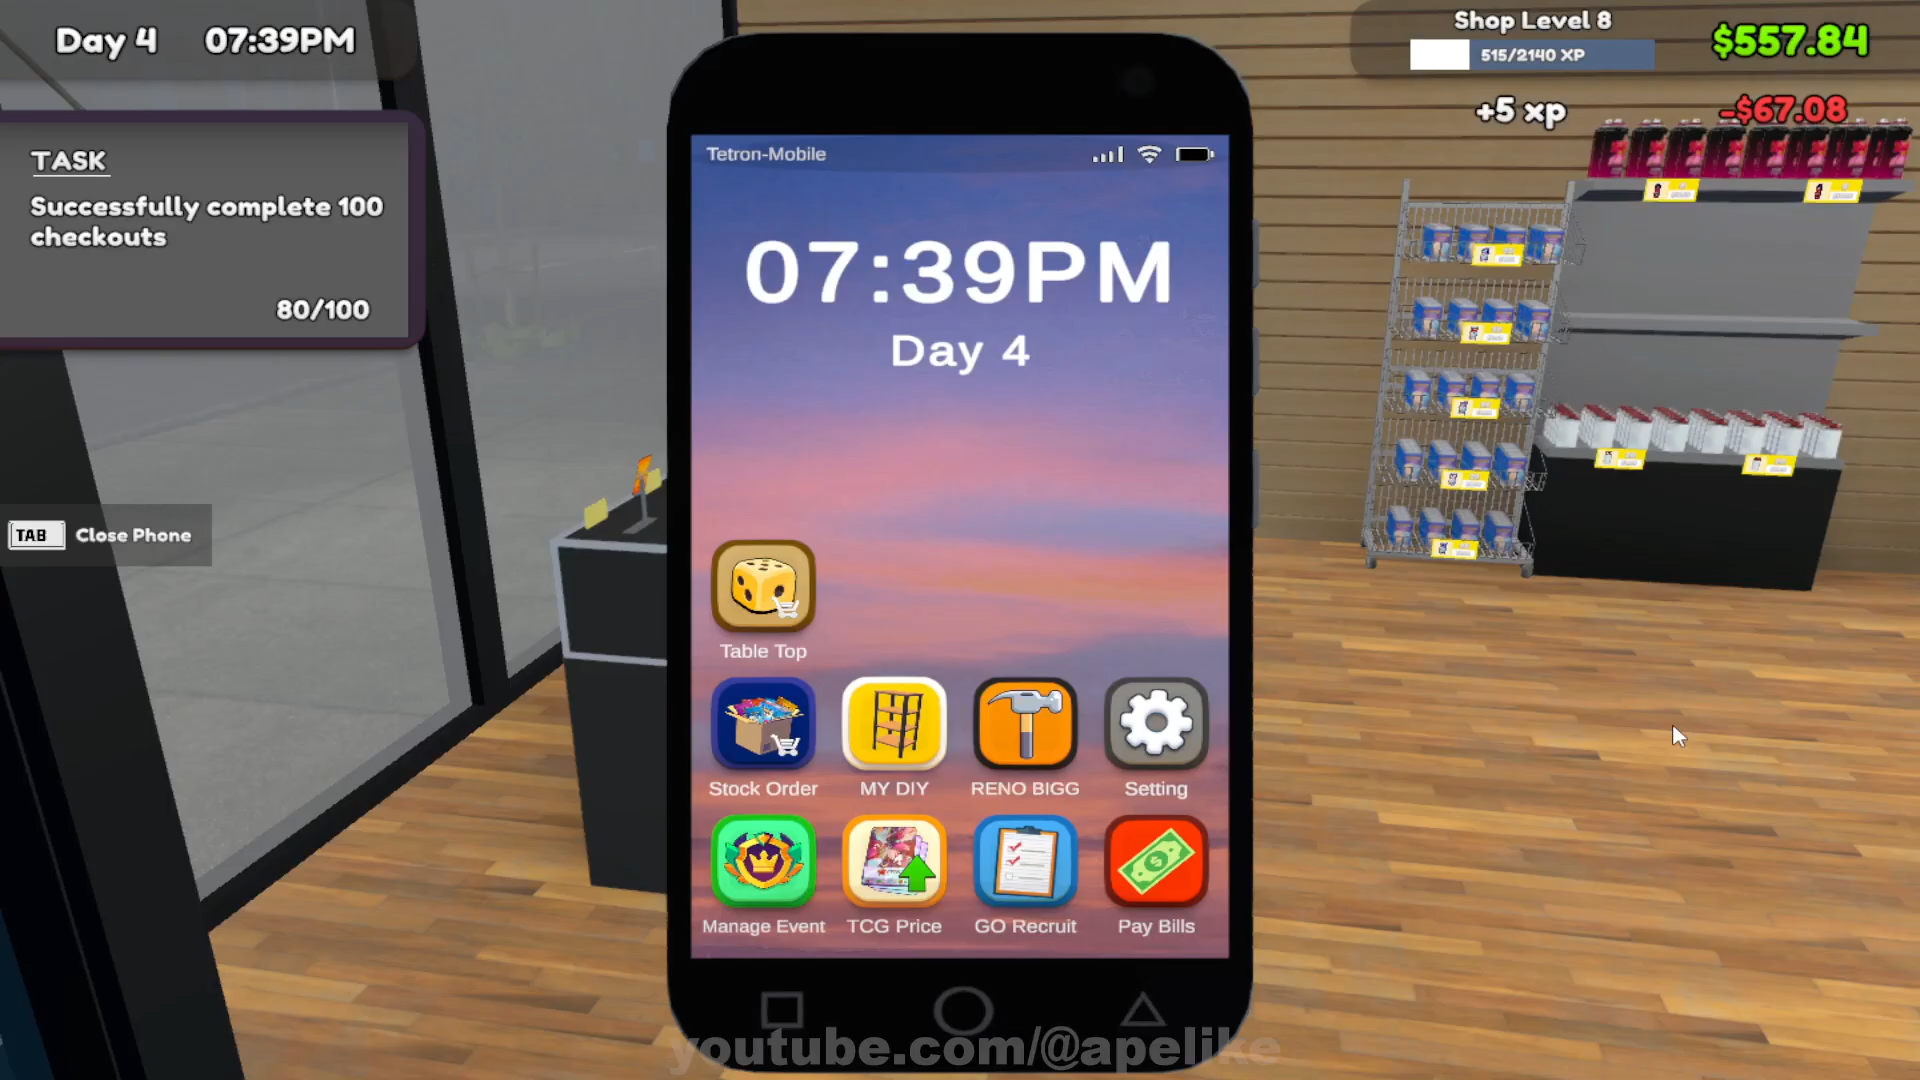 Day 4 07:39PM
Shop Level 8
515/2140 XP
$557.84
+5 xp
-$67.08
TASK
Successfully complete 100
checkouts
80/100
TAB Close Phone
Tetron-Mobile
07:39PM
Day 4
Table Top
Stock Order MY DIY RENO BIGG Setting
Manage Event TCG Price GO Recruit Pay Bills
youtube.com/@apelike